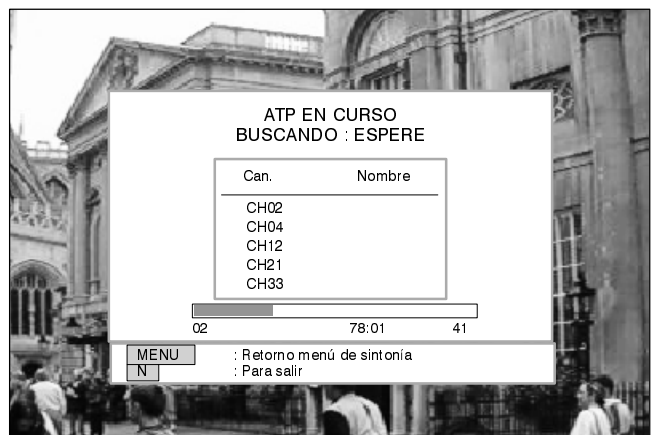 ATP EN CURSO
BUSCANDO : ESPERE
Can. Nombre
CH02
CH04
CH12
CH21
CH33
02 78:01 41
MENU : Retorno menú de sintonía
N : Para salir